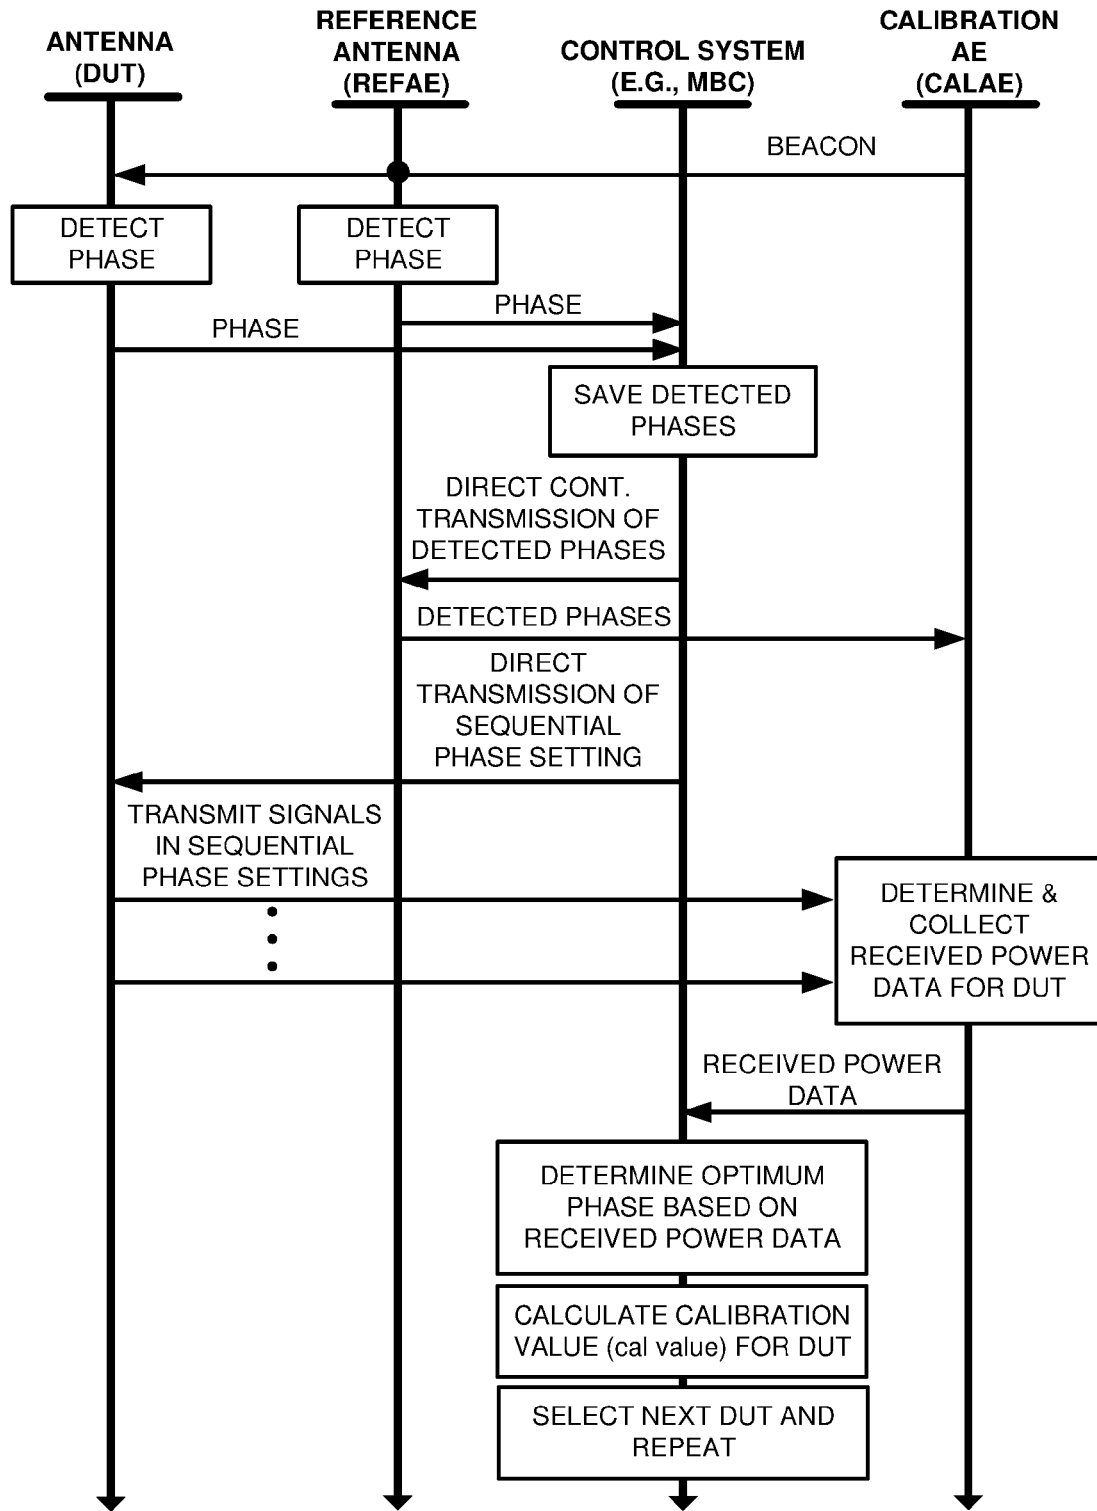 ANTENNA
(DUT)
REFERENCE
ANTENNA
(REFAE)
CONTROL SYSTEM
(E.G., MBC)
CALIBRATION
AE
(CALAE)
BEACON
DETECT
PHASE
DETECT
PHASE
PHASE
PHASE
SAVE DETECTED
PHASES
DIRECT CONT.
TRANSMISSION OF
DETECTED PHASES
DETECTED PHASES
DIRECT
TRANSMISSION OF
SEQUENTIAL
PHASE SETTING
TRANSMIT SIGNALS
IN SEQUENTIAL
PHASE SETTINGS
DETERMINE &
COLLECT
RECEIVED POWER
DATA FOR DUT
RECEIVED POWER
DATA
DETERMINE OPTIMUM
PHASE BASED ON
RECEIVED POWER DATA
CALCULATE CALIBRATION
VALUE (cal value) FOR DUT
SELECT NEXT DUT AND
REPEAT